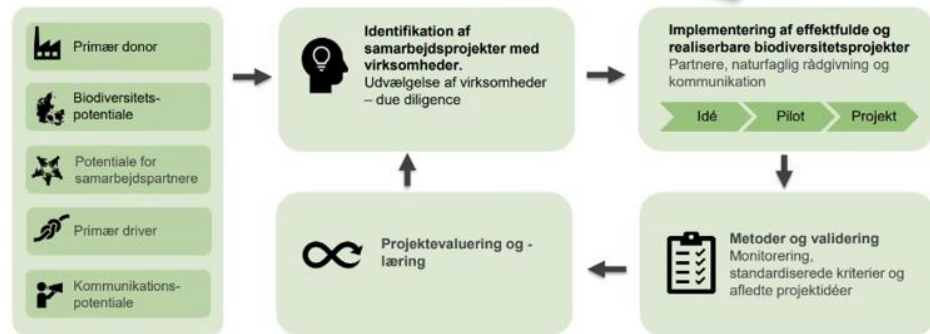 Primær donor
Biodiversitets-
potentiale
Potentiale for
samarbejdspartnere
Primær driver
Kommunikations-
potentiale
Identifikation af
samarbejdsprojekter med
virksomheder.
Udvælgelse af virksomheder
– due diligence
Implementering af effektfulde og
realiserbare biodiversitetsprojekter
Partnere, naturfaglig rådgivning og
kommunikation
Idé
Pilot
Projekt
Metoder og validering
Monitorering,
standardiserede kriterier og
afledte projektidéer
Projektevaluering og -
læring